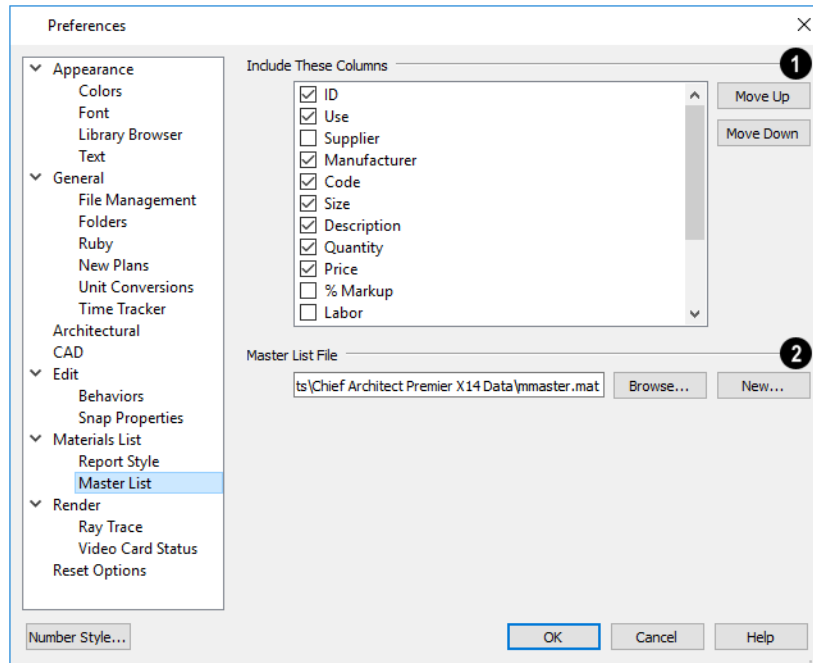 Preferences
Appearance
Colors
Font
Library Browser
Text
General
File Management
Folders
Ruby
New Plans
Unit Conversions
Time Tracker
Architectural
CAD
Edit
Behaviors
Snap Properties
Materials List
Report Style
Master List
Render
Ray Trace
Video Card Status
Reset Options
Include These Columns
1
ID
Use
Supplier
Manufacturer
Code
Size
Description
Quantity
Price
% Markup
Labor
Move Up
Move Down
Master List File
2
ts\Chief Architect Premier X14 Data\mmaster.mat
Browse...
New...
Number Style...
OK
Cancel
Help